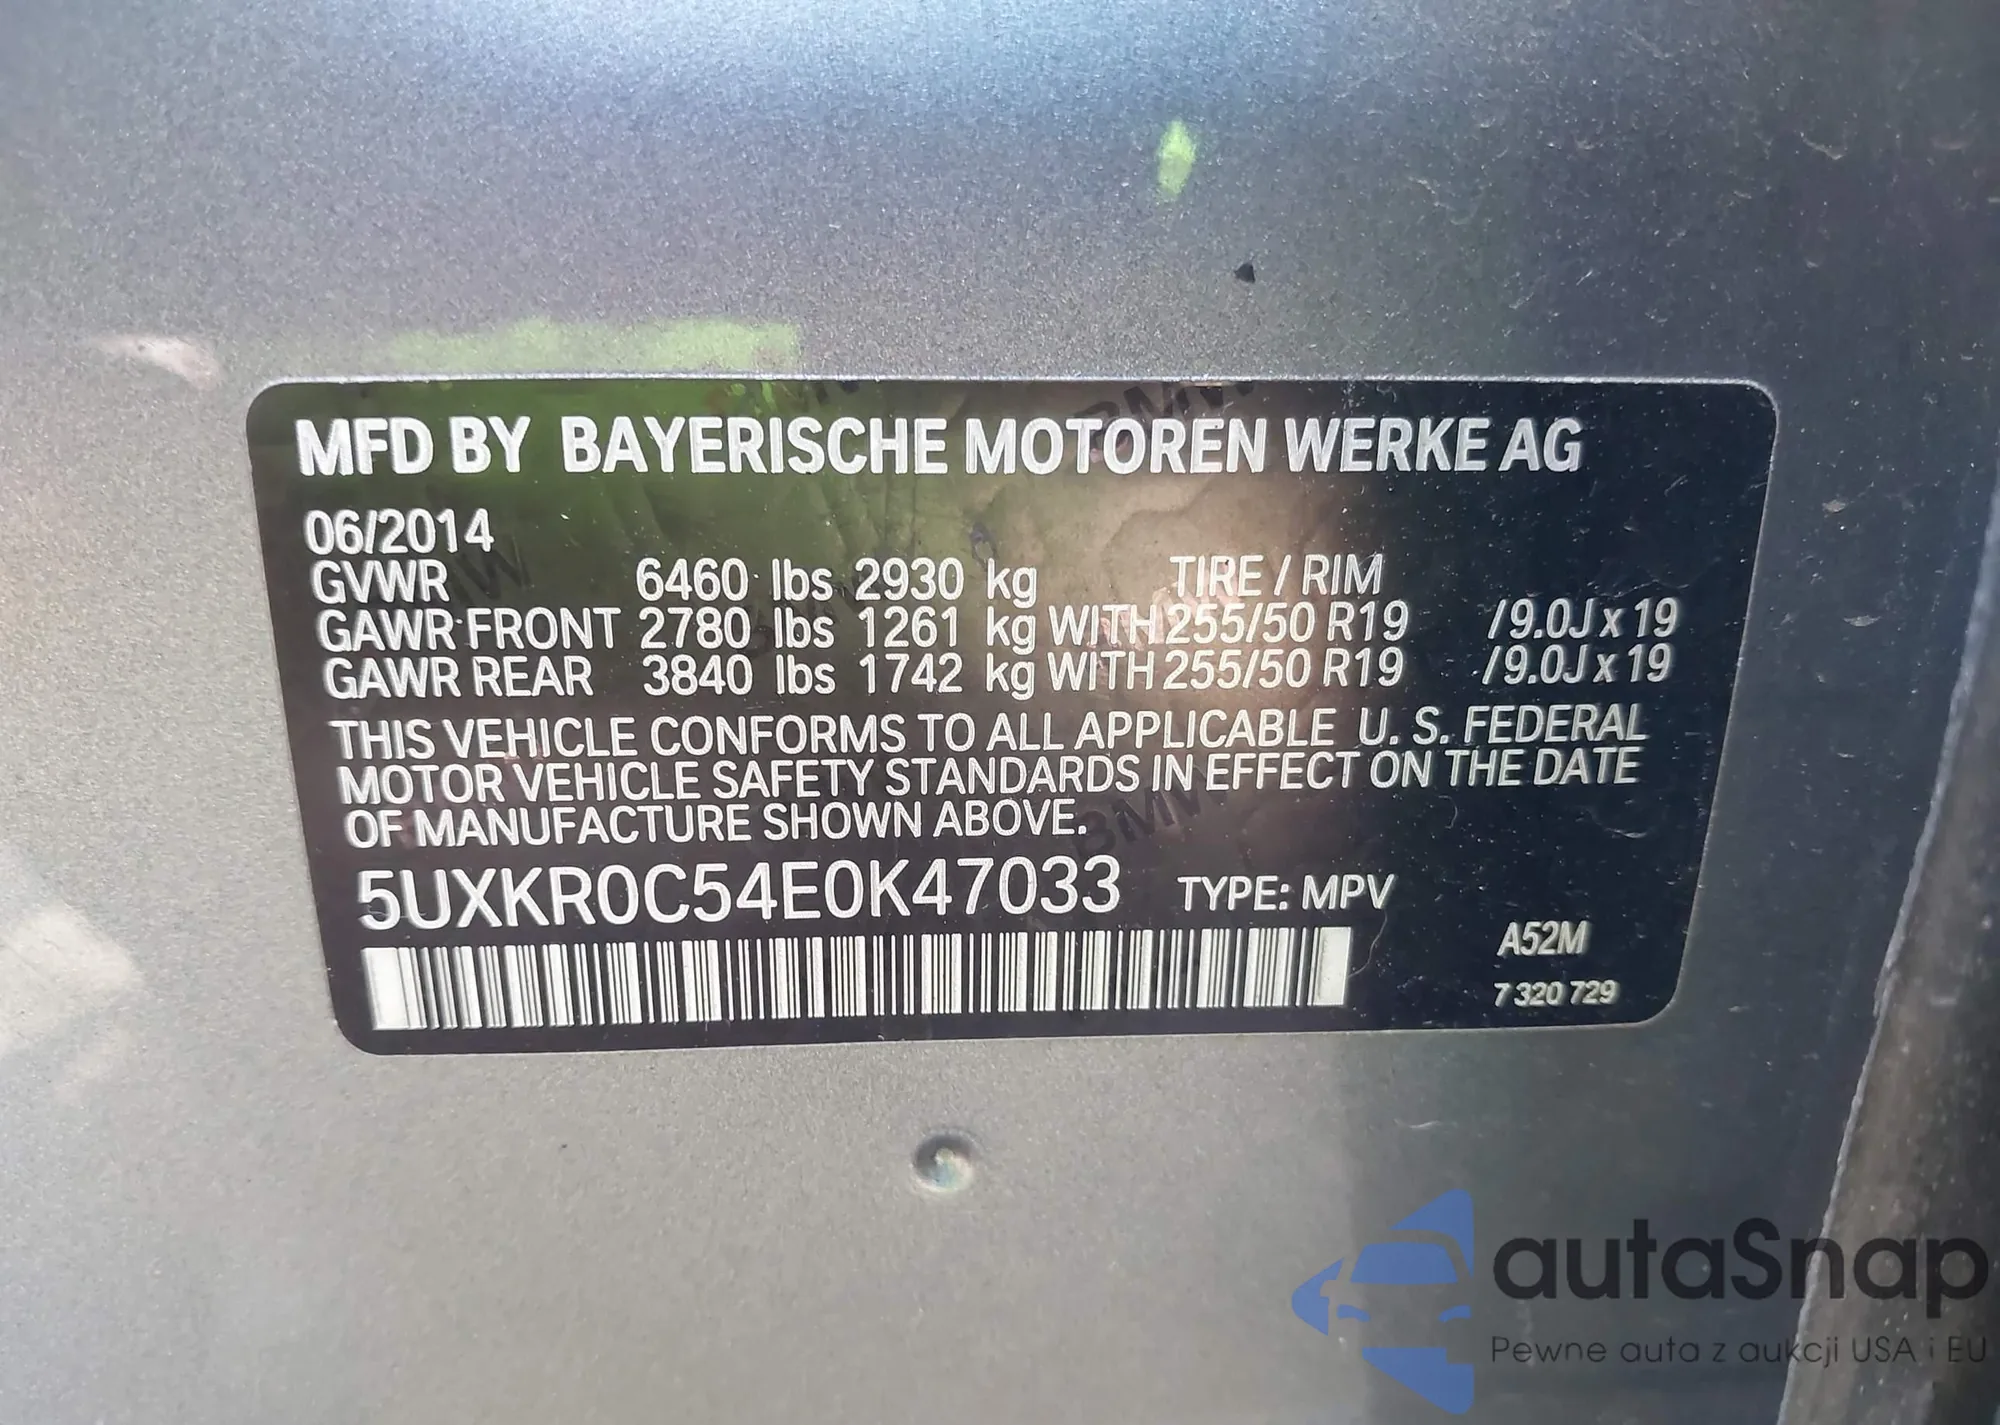 MFD BY BAYERISCHE MOTOREN WERKE AG
06/2014
GVWR 6460 lbs 2930 kg TIRE / RIM
GAWR FRONT 2780 lbs 1261 kg WITH 255/50 R19 /9.0J x 19
GAWR REAR 3840 lbs 1742 kg WITH 255/50 R19 /9.0J x 19
THIS VEHICLE CONFORMS TO ALL APPLICABLE U. S. FEDERAL
MOTOR VEHICLE SAFETY STANDARDS IN EFFECT ON THE DATE
OF MANUFACTURE SHOWN ABOVE.
5UXKR0C54E0K47033 TYPE: MPV
A52M
7 320 729
autaSnap
Pewne auta z aukcji USA i EU